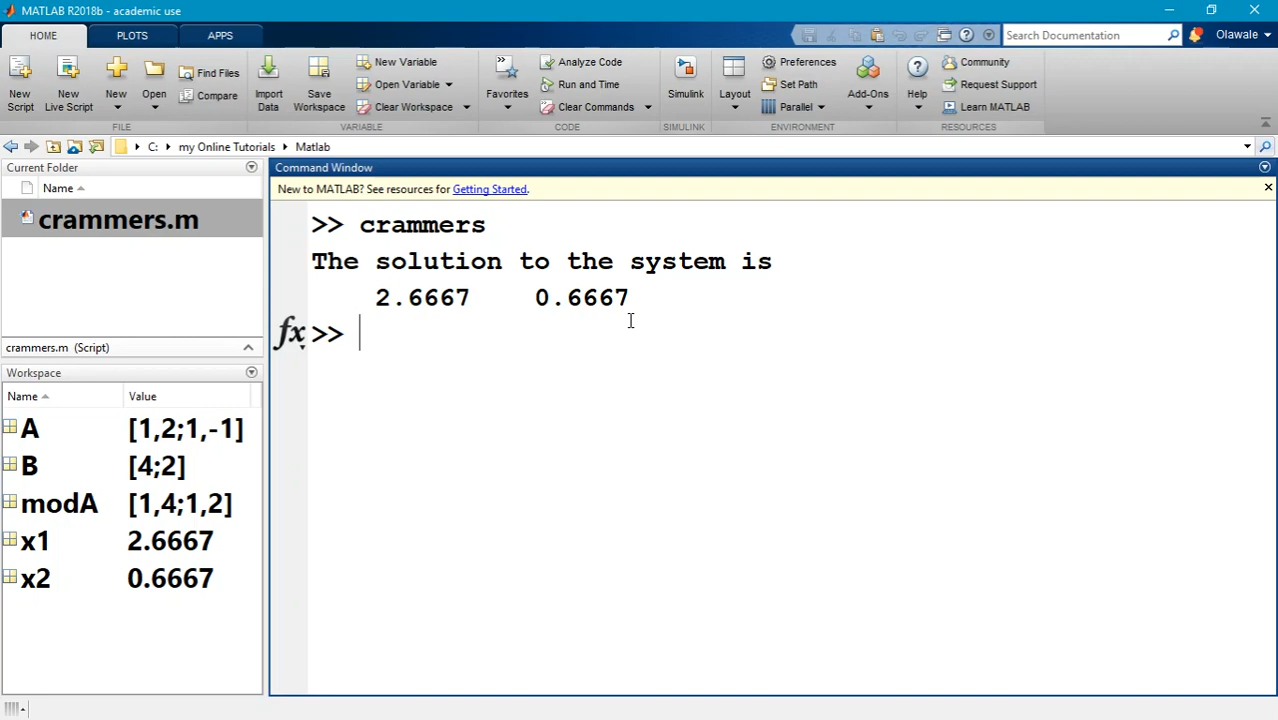 MATLAB R2018b - academic use
HOME PLOTS APPS
Search Documentation Olawale
New Script
New Live Script
New
Open
Find Files
Compare
FILE
Import Data
Save Workspace
New Variable
Open Variable
Clear Workspace
VARIABLE
Favorites
Analyze Code
Run and Time
Clear Commands
CODE
Simulink
SIMULINK
Layout
Preferences
Set Path
Parallel
Add-Ons
ENVIRONMENT
Help
Community
Request Support
Learn MATLAB
RESOURCES
C: my Online Tutorials Matlab
Current Folder
Name
crammers.m
crammers.m (Script)
Workspace
Name Value
A [1,2;1,-1]
B [4;2]
modA [1,4;1,2]
x1 2.6667
x2 0.6667
Command Window
New to MATLAB? See resources for Getting Started.
>> crammers
The solution to the system is
2.6667 0.6667
fx >>